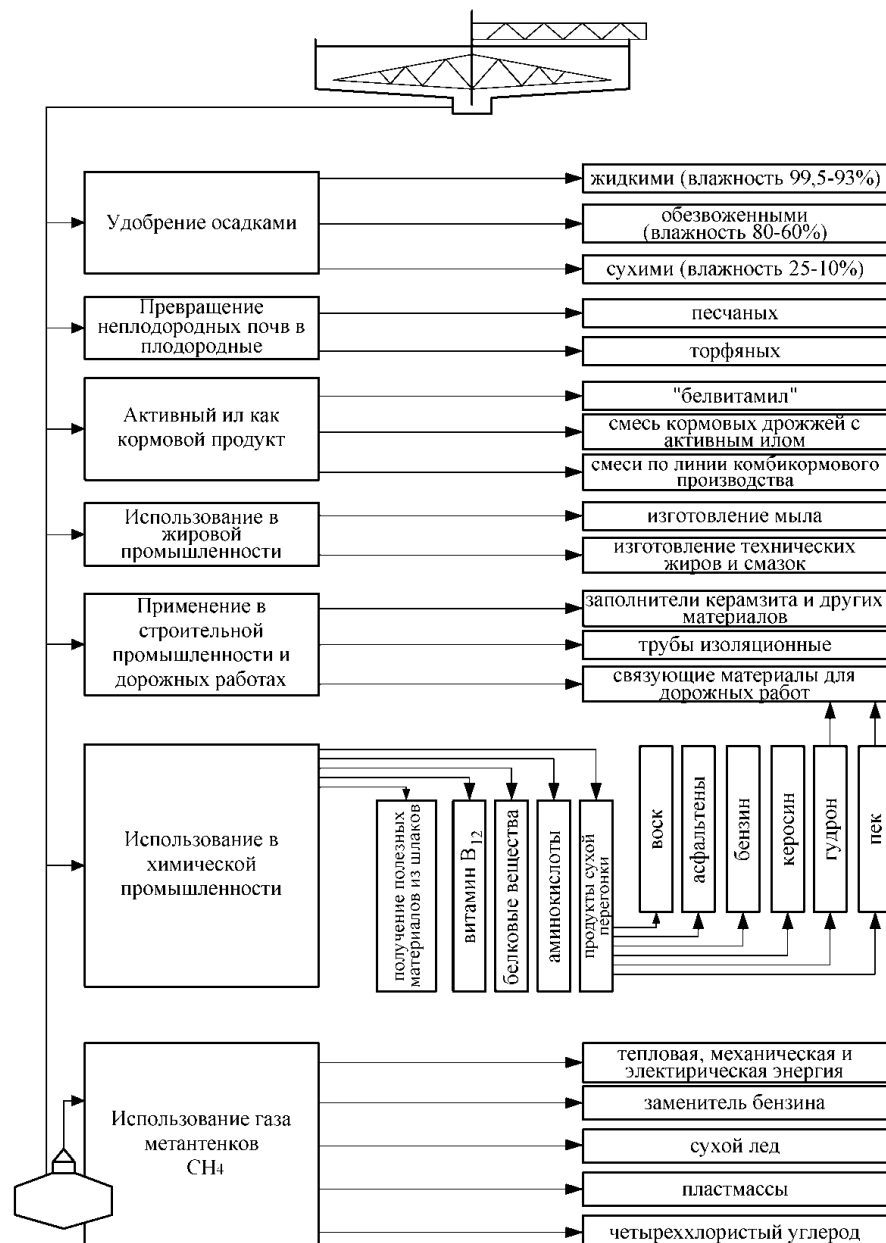 Удобрение осадками
жидкими (влажность 99,5-93%)
обезвоженными
(влажность 80-60%)
сухими (влажность 25-10%)
Превращение
неплодородных почв в
плодородные
песчаных
торфяных
Активный ил как
кормовой продукт
"белвитамил"
смесь кормовых дрожжей с
активным илом
смеси по линии комбикормового
производства
Использование в
жировой
промышленности
изготовление мыла
изготовление технических
жиров и смазок
Применение в
строительной
промышленности и
дорожных работах
заполнители керамзита и других
материалов
трубы изоляционные
связующие материалы для
дорожных работ
Использование в
химической
промышленности
получение полезных
материалов из шлаков
витамин B12
белковые вещества
аминокислоты
продукты сухой
перегонки
воск
асфальтены
бензин
керосин
гудрон
пек
Использование газа
метантенков
CH4
тепловая, механическая и
электирическая энергия
заменитель бензина
сухой лед
пластмассы
четыреххлористый углерод